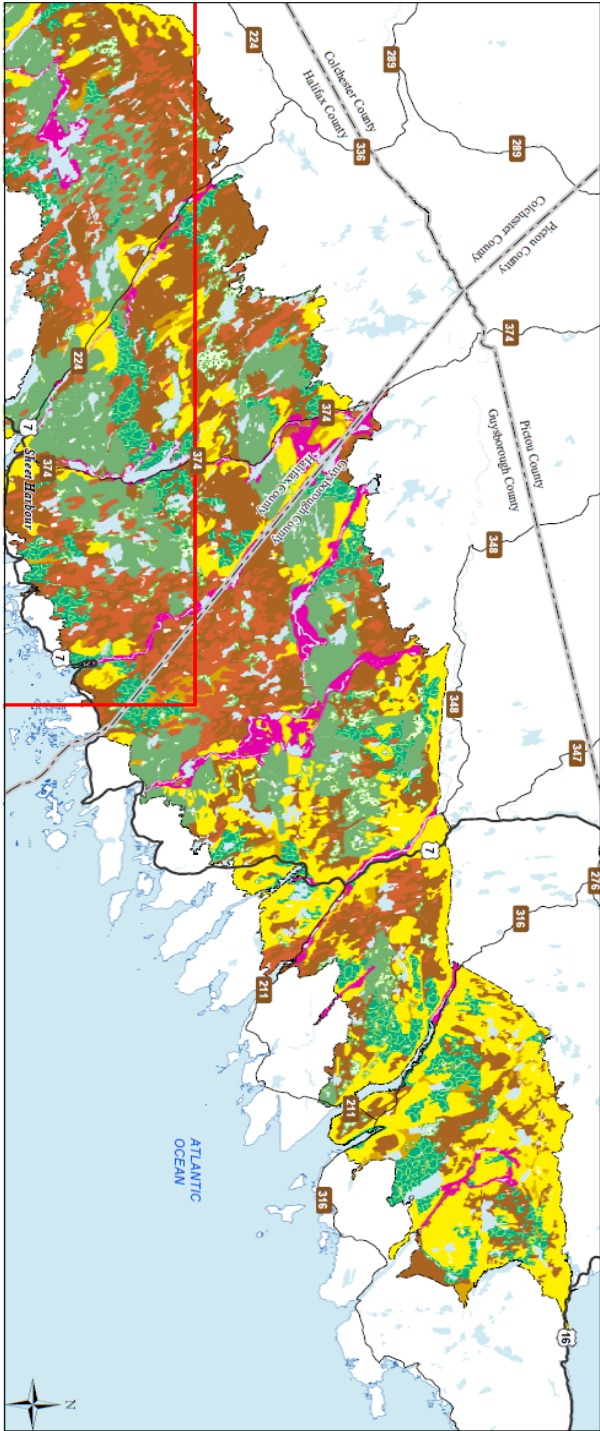 224
289
289
Colchester County
Halifax County
336
Colchester County
Pictou County
374
Pictou County
Guysborough County
348
374
Halifax County
Guysborough County
224
374
7
374
Sheet Harbour
7
348
347
7
276
316
211
211
316
ATLANTIC
OCEAN
16
N